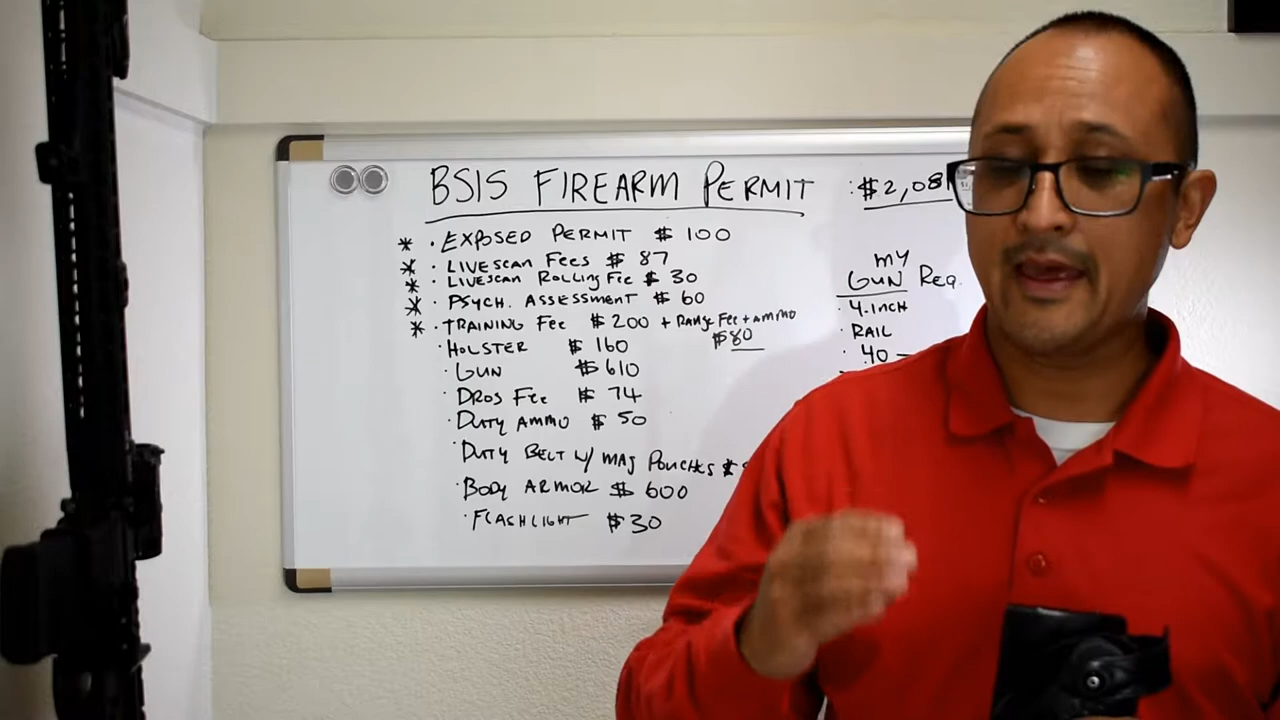 BSIS FIREARM PERMIT : $2,081
* · EXPOSED PERMIT $ 100
* · LIVESCAN FEES $ 87
* · LIVESCAN ROLLING FEE $ 30
* · PSYCH. ASSESSMENT $ 60
* · TRAINING FEE $ 200 + RANGE FEE + AMMO
$80
· HOLSTER $ 160
· GUN $ 610
· DROS FEE $ 74
· DUTY AMMO $ 50
· DUTY BELT W/ MAG POUCHES $
· BODY ARMOR $ 600
· FLASHLIGHT $ 30
MY
GUN REQ.
· 4-INCH
· RAIL
· .40 –